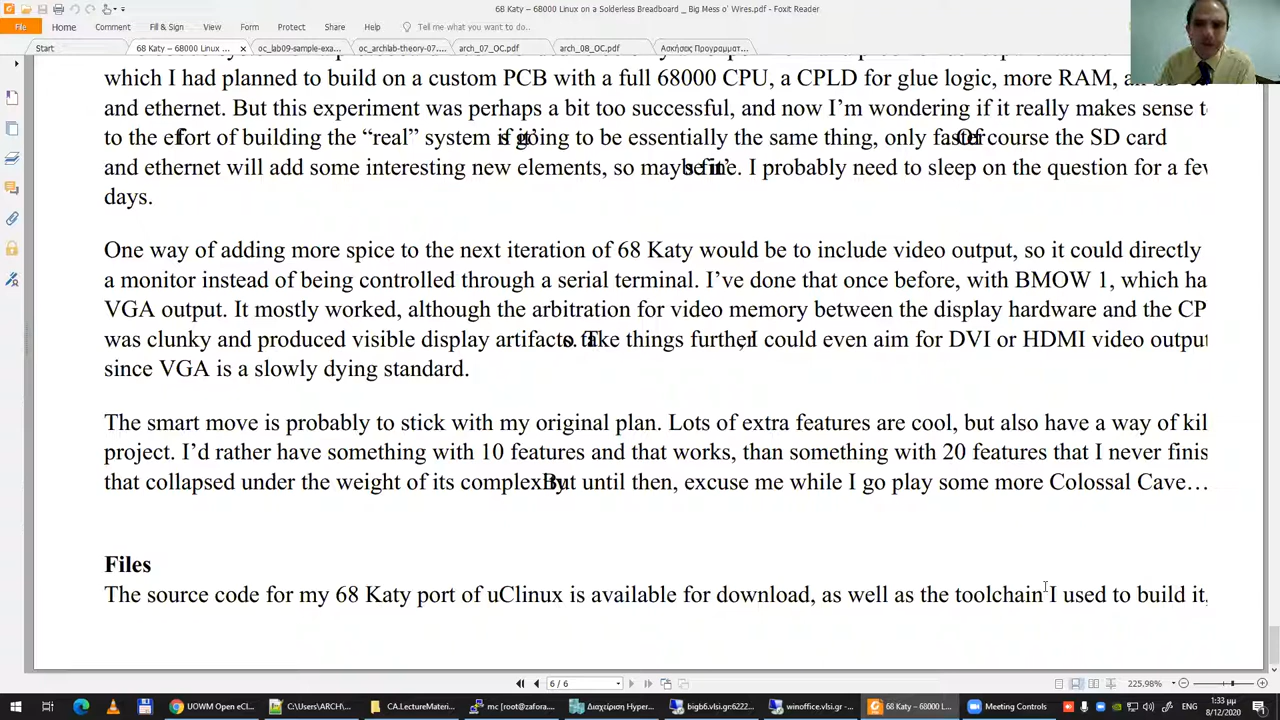 68 Katy – 68000 Linux on a Solderless Breadboard _ Big Mess o' Wires.pdf - Foxit Reader
File Home Comment Fill & Sign View Form Protect Share Help Tell me what you want to do...
Start 68 Katy – 68000 Linux ... oc_lab09-sample-exa... oc_archlab-theory-07.... arch_07_OC.pdf arch_08_OC.pdf Ασκήσεις Προγραμματ...
which I had planned to build on a custom PCB with a full 68000 CPU, a CPLD for glue logic, more RAM, an SD
and ethernet. But this experiment was perhaps a bit too successful, and now I'm wondering if it really makes sense to
to the effort of building the “real” system if it's going to be essentially the same thing, only faster. Of course the SD card
and ethernet will add some interesting new elements, so maybe it's fine. I probably need to sleep on the question for a few
days.
One way of adding more spice to the next iteration of 68 Katy would be to include video output, so it could directly
a monitor instead of being controlled through a serial terminal. I've done that once before, with BMOW 1, which ha
VGA output. It mostly worked, although the arbitration for video memory between the display hardware and the CP
was clunky and produced visible display artifacts. To take things further, I could even aim for DVI or HDMI video output
since VGA is a slowly dying standard.
The smart move is probably to stick with my original plan. Lots of extra features are cool, but also have a way of kil
project. I'd rather have something with 10 features and that works, than something with 20 features that I never finis
that collapsed under the weight of its complexity. But until then, excuse me while I go play some more Colossal Cave…
Files
The source code for my 68 Katy port of uClinux is available for download, as well as the toolchain I used to build it,
6 / 6 225.98%
UOWM Open eCl... C:\Users\ARCH\... CA.LectureMateri... mc [root@zafora.... Διαχείριση Hyper... bigb6.vlsi.gr:6222... winoffice.vlsi.gr - ... 68 Katy – 68000 L... Meeting Controls ENG 1:33 μμ
8/12/2020